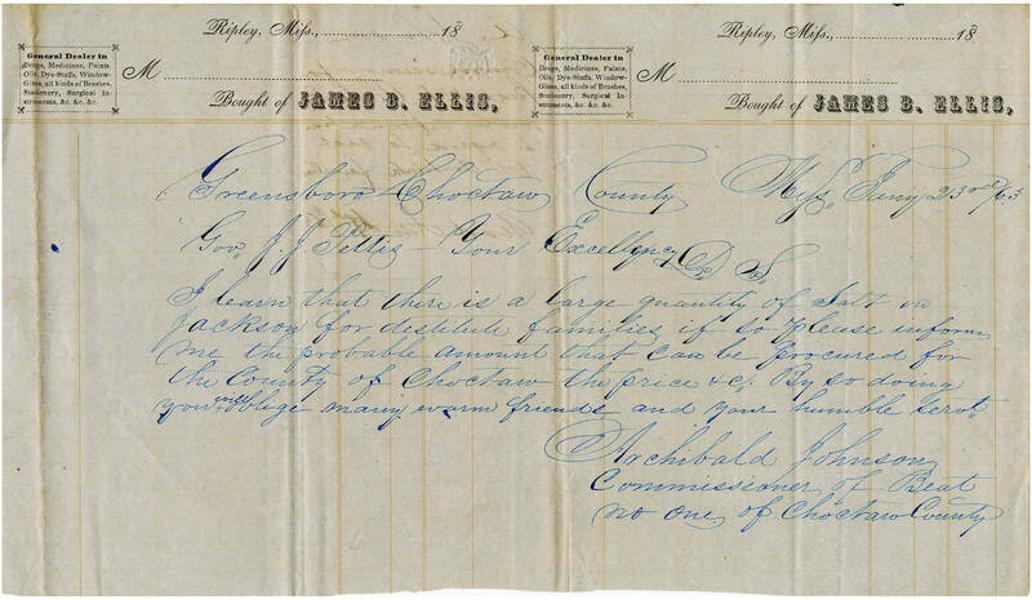 Ripley, Miss., 18
General Dealer in
Drugs, Medicines, Paints,
Oils, Dye-Stuffs, Window-
Glass, all kinds of Brushes,
Stationery, Surgical In-
struments, &c. &c. &c.
M
Bought of JAMES B. ELLIS,
Ripley, Miss., 18
General Dealer in
Drugs, Medicines, Paints,
Oils, Dye-Stuffs, Window-
Glass, all kinds of Brushes,
Stationery, Surgical In-
struments, &c. &c. &c.
M
Bought of JAMES B. ELLIS,
Greensboro Choctaw County Miss, Jany 23rd /63
Gov. J. J. Pettis Your Excellency D S
I learn that there is a large quantity of Salt in
Jackson for destitute families, if so please inform
me the probable amount that can be procured for
the County of Choctaw the price &c. By so doing
you will oblige many warm friends and your humble servt
Archibald Johnson
Commissioner of Beat
no one, of Choctaw County